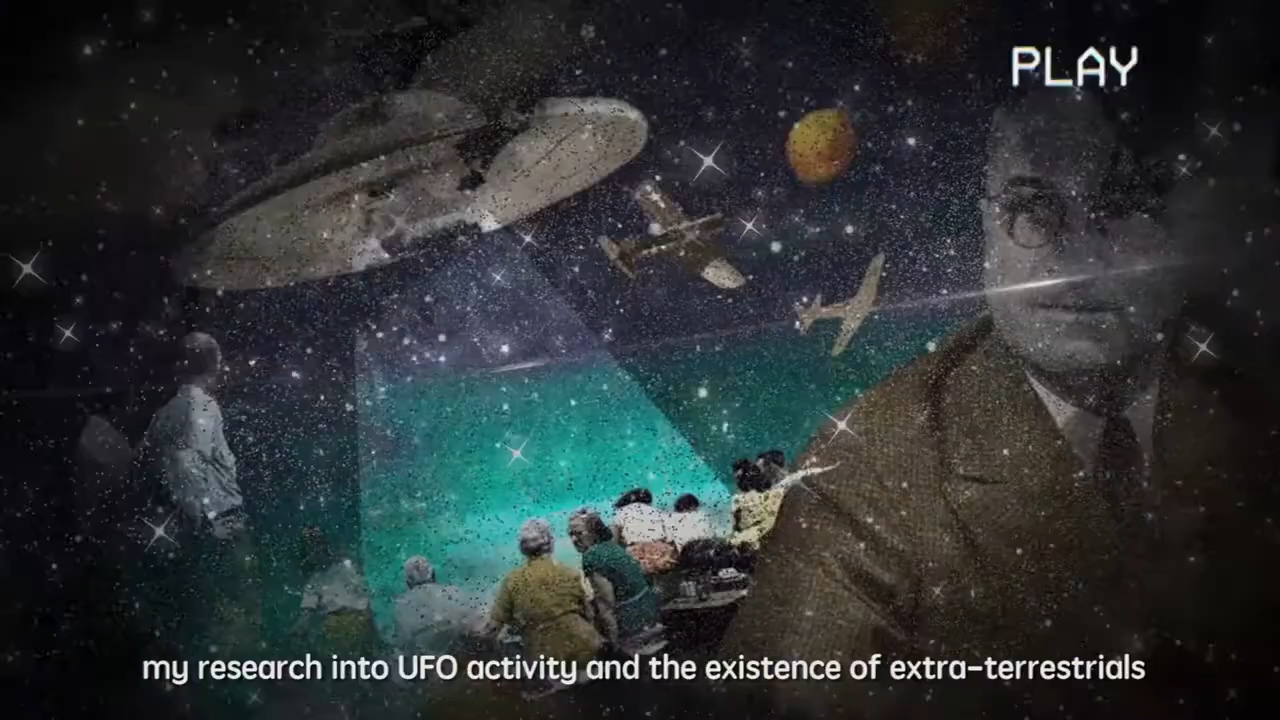 PLAY
my research into UFO activity and the existence of extra-terrestrials